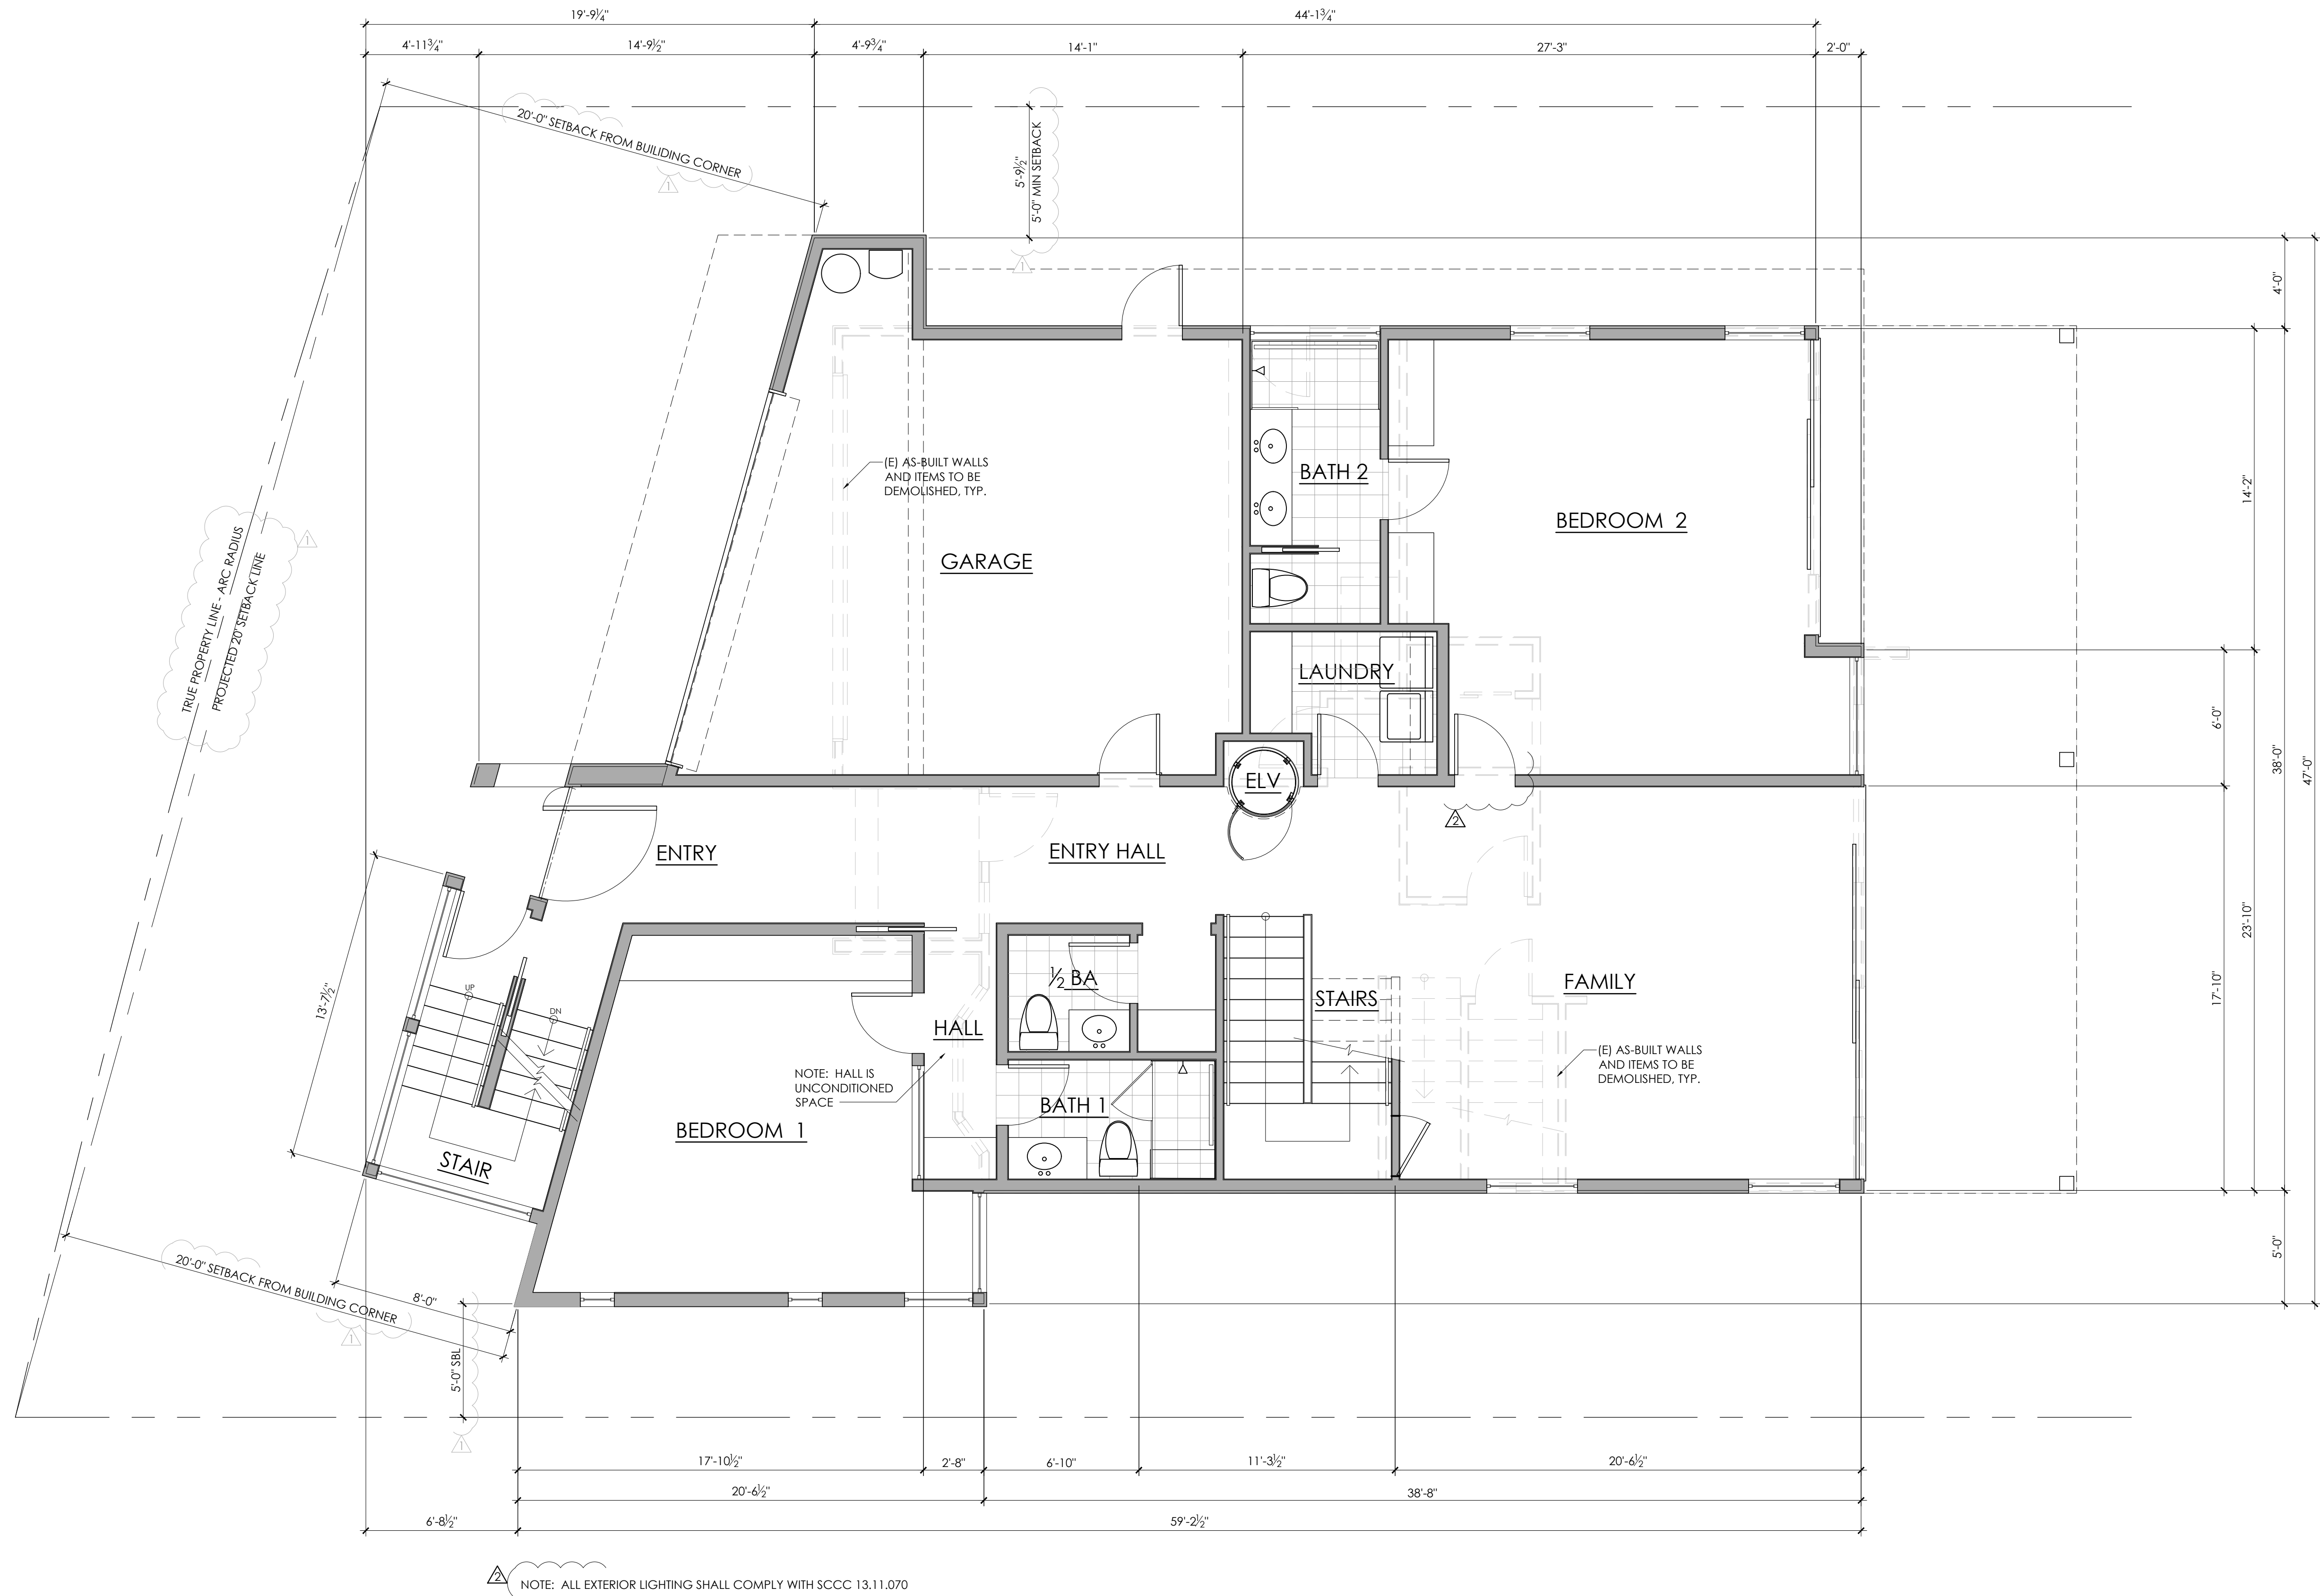 19'-9¼"
44'-1¾"
4'-11¾"
14'-9½"
4'-9¾"
14'-1"
27'-3"
2'-0"
20'-0" SETBACK FROM BUILIDING CORNER
1
5'-9½"
5'-0" MIN SETBACK
1
4'-0"
(E) AS-BUILT WALLS
AND ITEMS TO BE
DEMOLISHED, TYP.
BATH 2
BEDROOM 2
14'-2"
TRUE PROPERTY LINE - ARC RADIUS
PROJECTED 20' SETBACK LINE
1
GARAGE
LAUNDRY
6'-0"
38'-0"
47'-0"
ELV
2
ENTRY
ENTRY HALL
23'-10"
13'-7½"
UP
DN
½ BA
STAIRS
FAMILY
17'-10"
HALL
NOTE: HALL IS
UNCONDITIONED
SPACE
(E) AS-BUILT WALLS
AND ITEMS TO BE
DEMOLISHED, TYP.
BATH 1
BEDROOM 1
STAIR
5'-0"
20'-0" SETBACK FROM BUILDING CORNER
1
8'-0"
5'-0" SBL
1
17'-10½"
2'-8"
6'-10"
11'-3½"
20'-6½"
20'-6½"
38'-8"
6'-8½"
59'-2½"
2
NOTE: ALL EXTERIOR LIGHTING SHALL COMPLY WITH SCCC 13.11.070